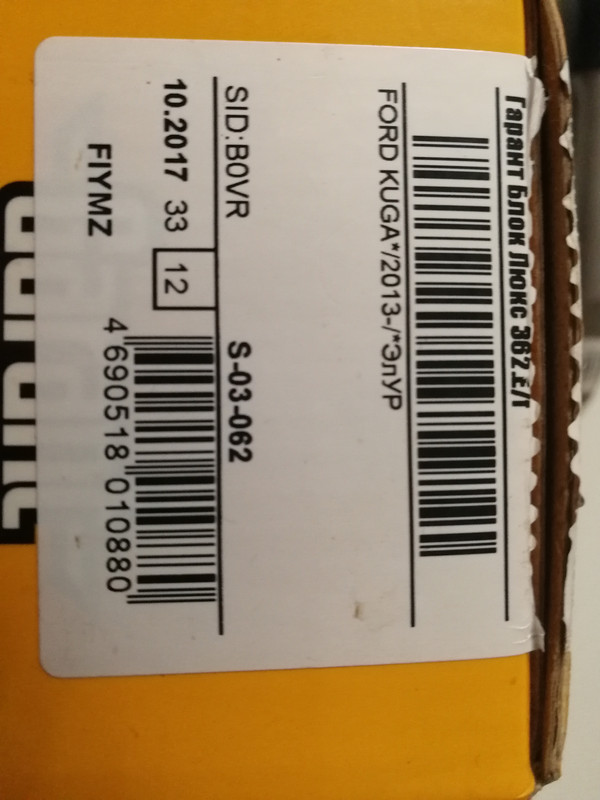 Гарант Блок Люкс 362.E/T
FORD KUGA*/2013-/*ЭлУР
S-03-062
SID:B0VR
10.2017 33 12
FIYMZ
4 690518 010880